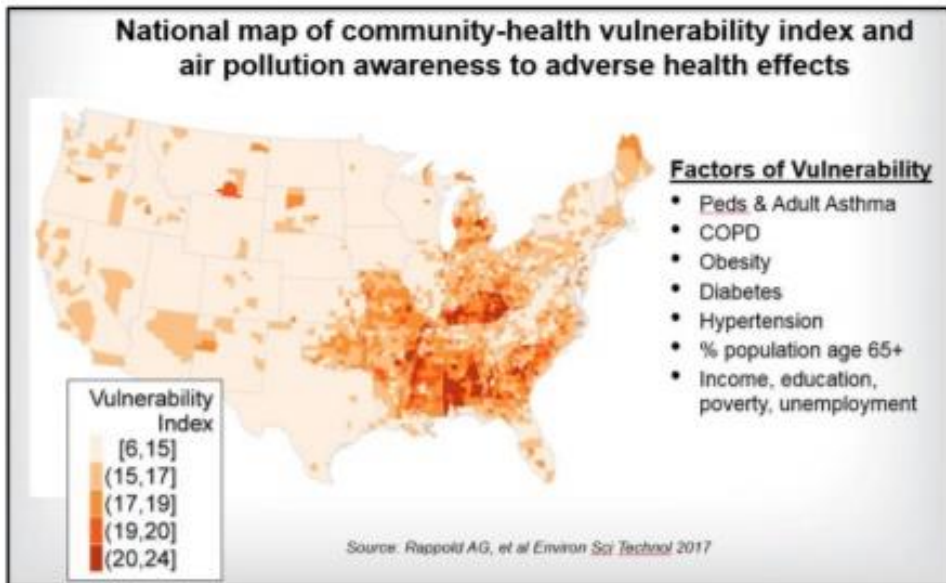 National map of community-health vulnerability index and
air pollution awareness to adverse health effects
Factors of Vulnerability
• Peds & Adult Asthma
• COPD
• Obesity
• Diabetes
• Hypertension
• % population age 65+
• Income, education,
poverty, unemployment
Vulnerability
Index
[6,15]
(15,17]
(17,19]
(19,20]
(20,24]
Source: Rappold AG, et al Environ Sci Technol 2017